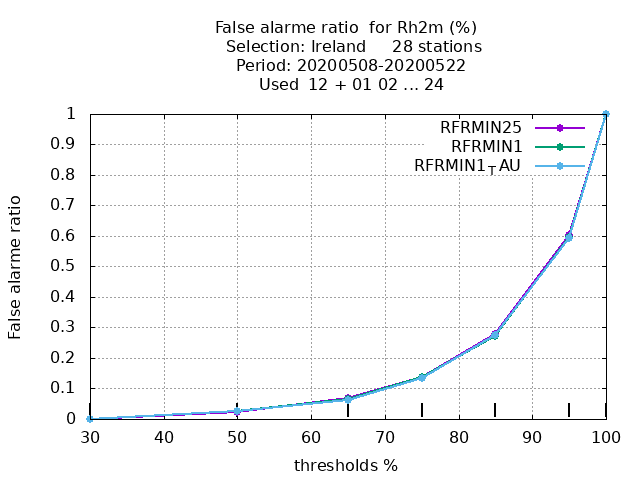 False alarme ratio  for Rh2m (%)
Selection: Ireland     28 stations
Period: 20200508-20200522
Used  12 + 01 02 ... 24
RFRMIN25
RFRMIN1
RFRMIN1TAU
False alarme ratio
1
0.9
0.8
0.7
0.6
0.5
0.4
0.3
0.2
0.1
0
30 40 50 60 70 80 90 100
thresholds %